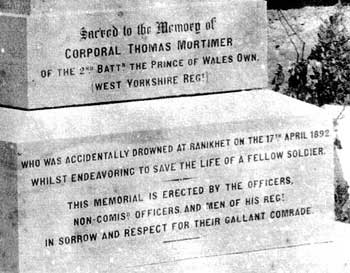 Sacred to the Memory of
CORPORAL THOMAS MORTIMER
OF THE 2ND BATTN THE PRINCE OF WALES OWN,
(WEST YORKSHIRE REGT)
WHO WAS ACCIDENTALLY DROWNED AT RANIKHET ON THE 17TH APRIL 1892
WHILST ENDEAVORING TO SAVE THE LIFE OF A FELLOW SOLDIER.
THIS MEMORIAL IS ERECTED BY THE OFFICERS,
NON-COMISD OFFICERS AND MEN OF HIS REGT
IN SORROW AND RESPECT FOR THEIR GALLANT COMRADE.